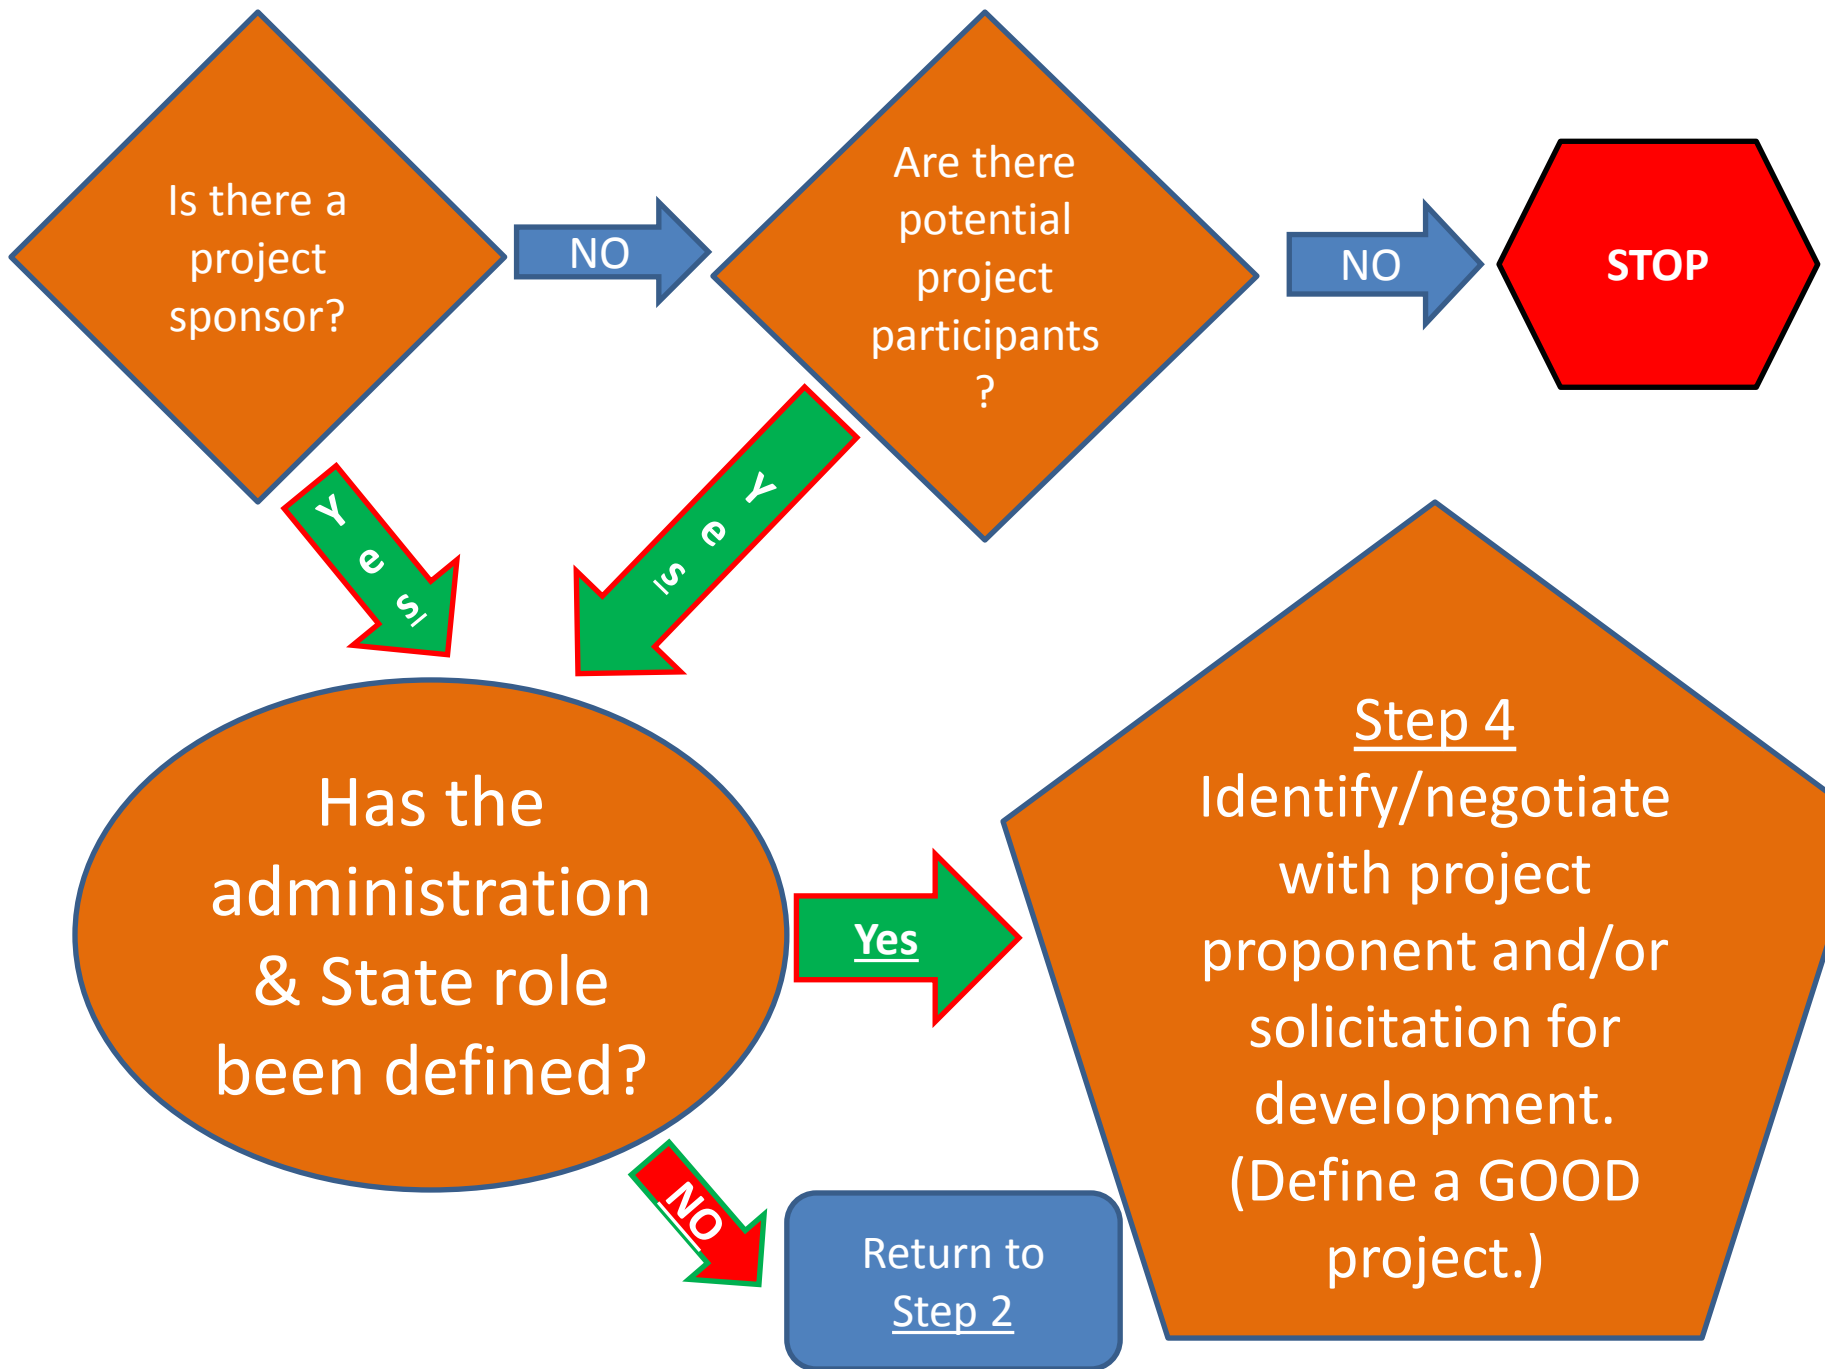 Is there a
project
sponsor?
NO
Are there
potential
project
participants
?
NO
STOP
Yes
Yes
Has the
administration
& State role
been defined?
Yes
Step 4
Identify/negotiate
with project
proponent and/or
solicitation for
development.
(Define a GOOD
project.)
NO
Return to
Step 2